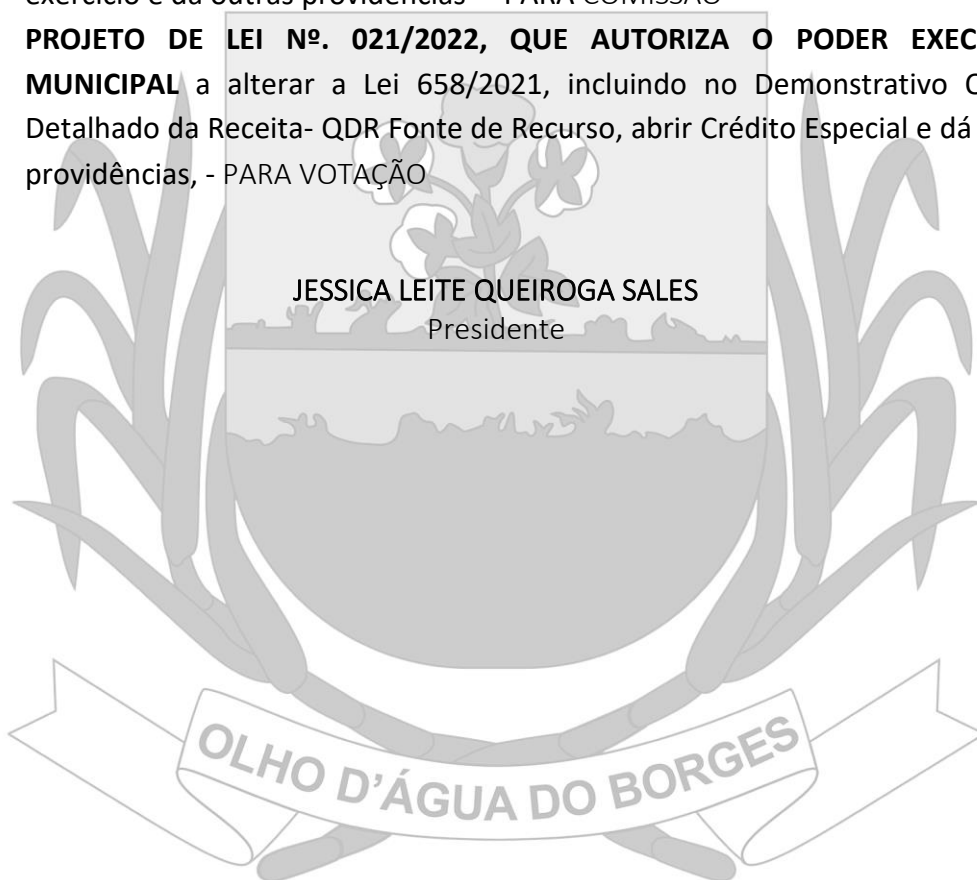 exercício e dá outras providências – PARA COMISSÃO
PROJETO DE LEI Nº. 021/2022, QUE AUTORIZA O PODER EXEC
MUNICIPAL a alterar a Lei 658/2021, incluindo no Demonstrativo
Detalhado da Receita- QDR Fonte de Recurso, abrir Crédito Especial e dá
providências, - PARA VOTAÇÃO
JESSICA LEITE QUEIROGA SALES
Presidente
OLHO D'ÁGUA DO BORGES